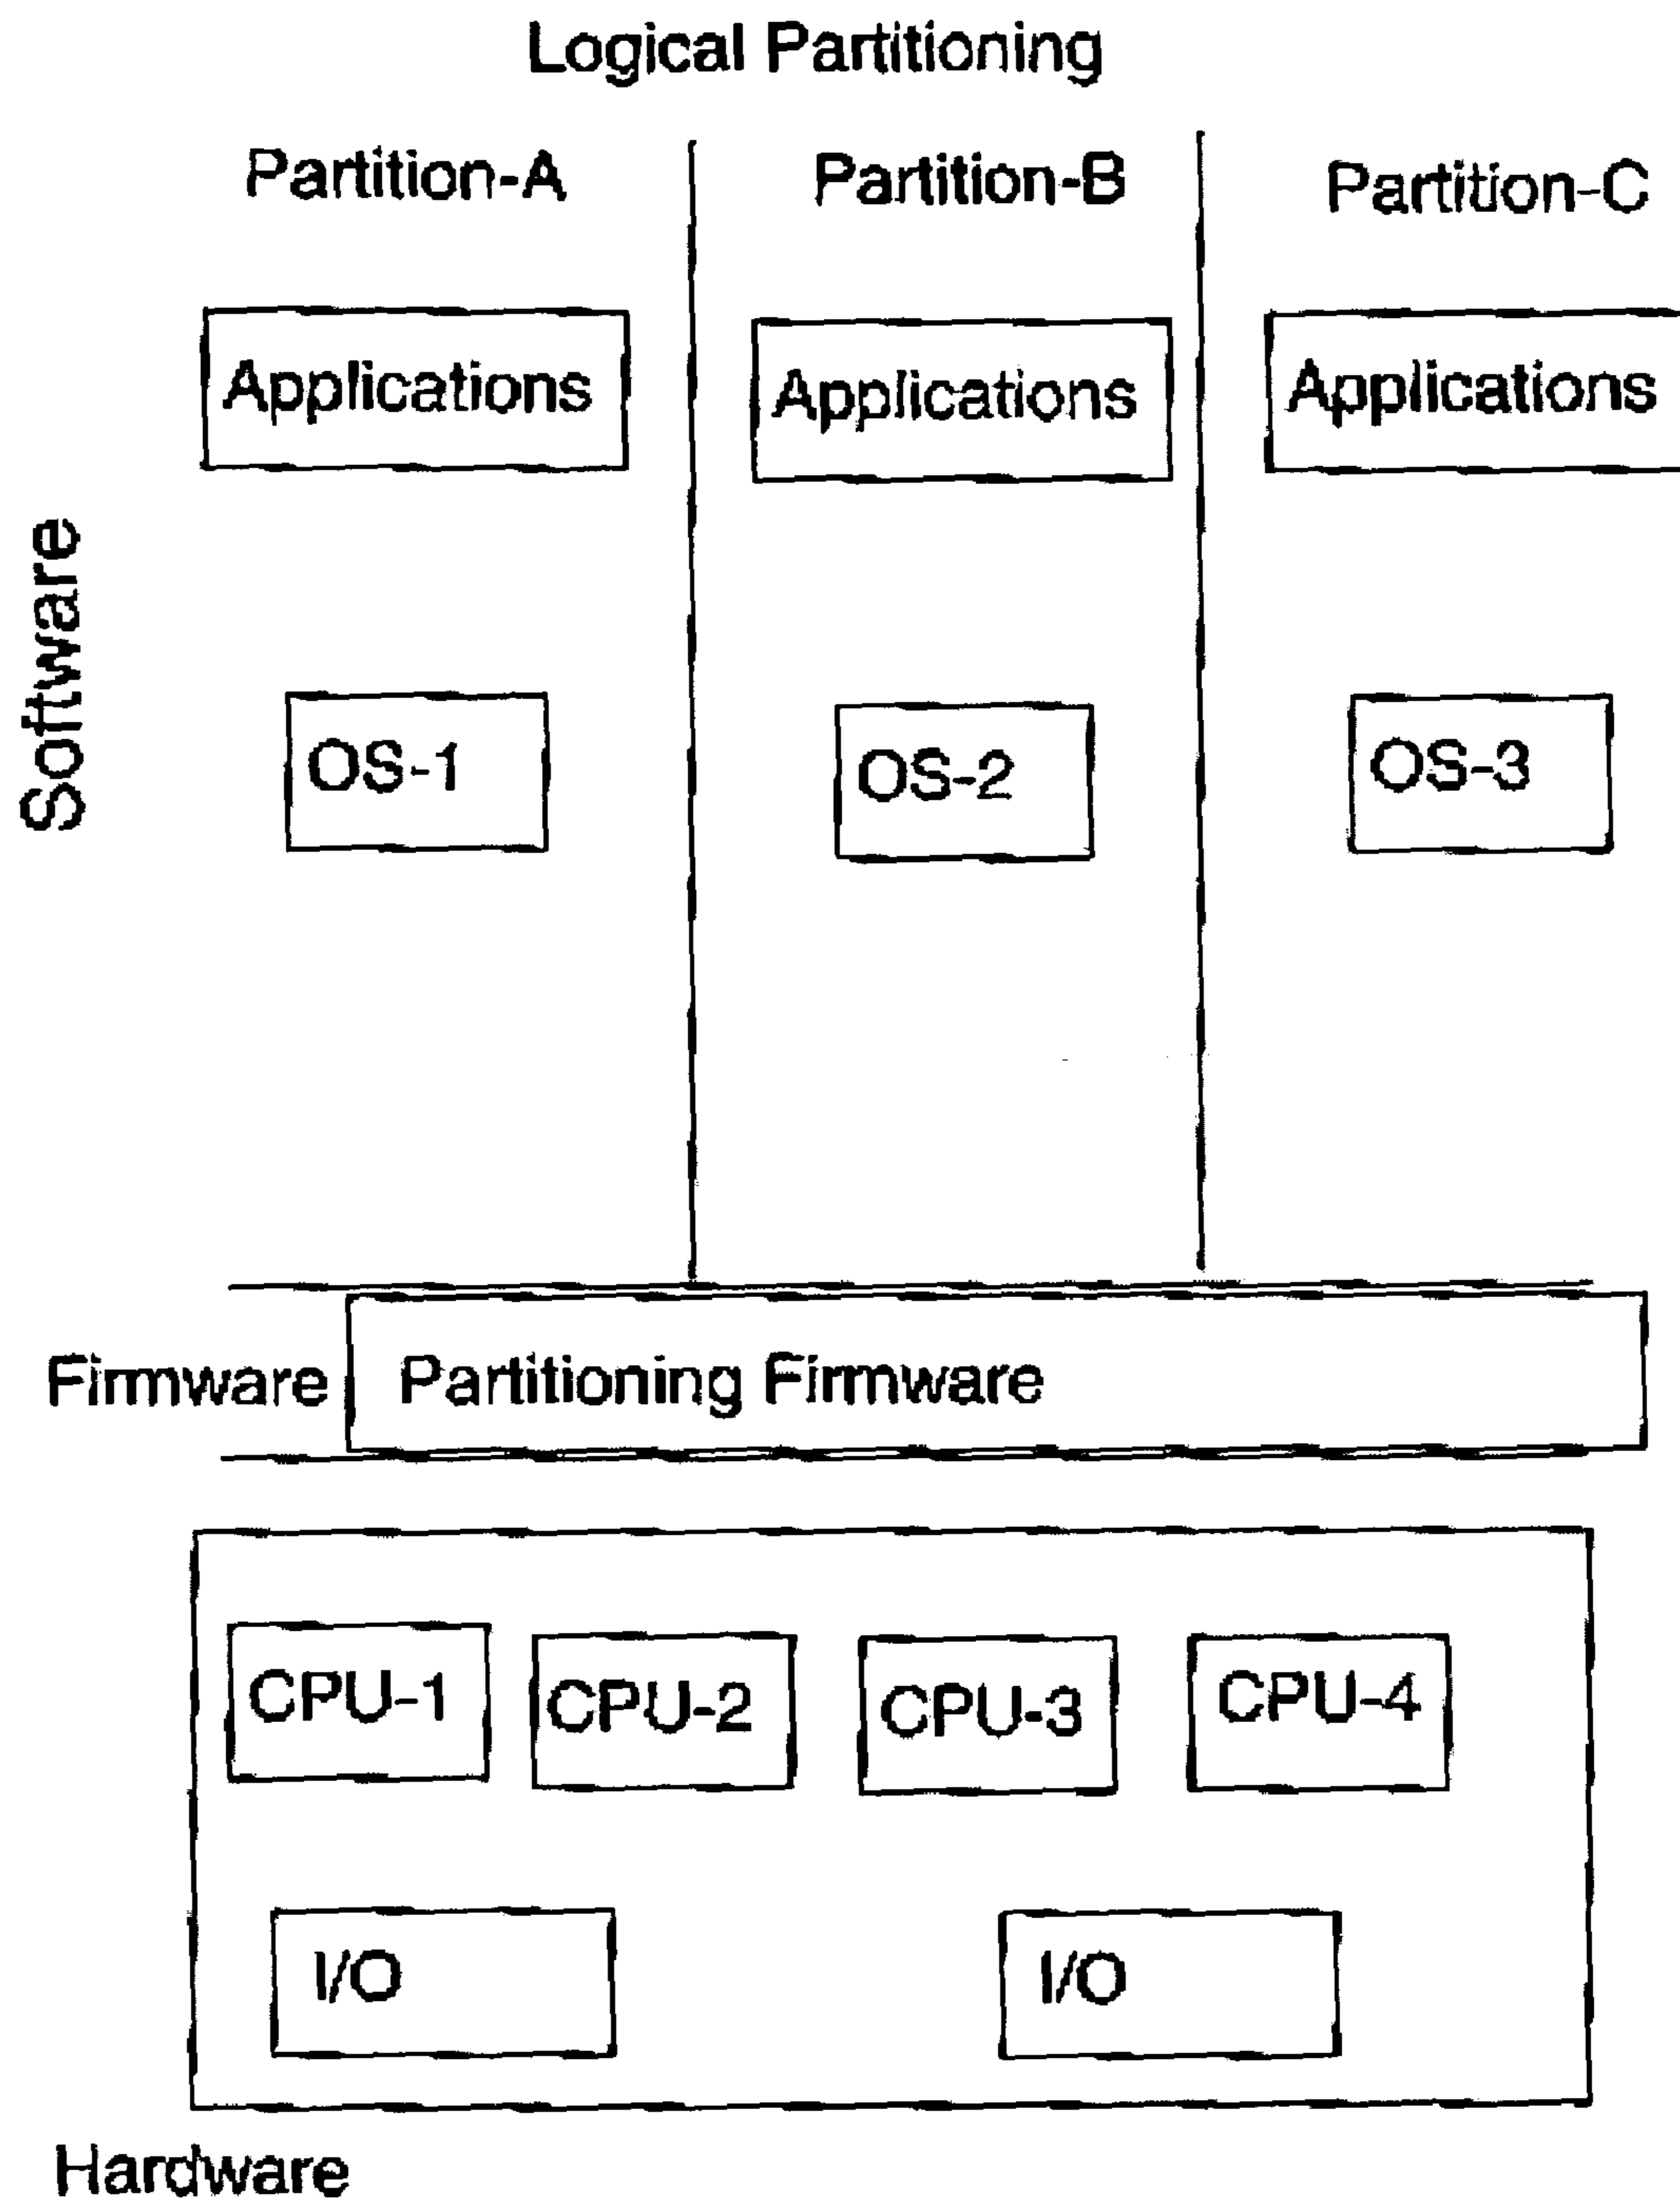 Logical Partitioning
Partition-A
Partition-B
Partition-C
Applications
Applications
Applications
Software
OS-1
OS-2
OS-3
Firmware
Partitioning Firmware
CPU-1
CPU-2
CPU-3
CPU-4
I/O
I/O
Hardware